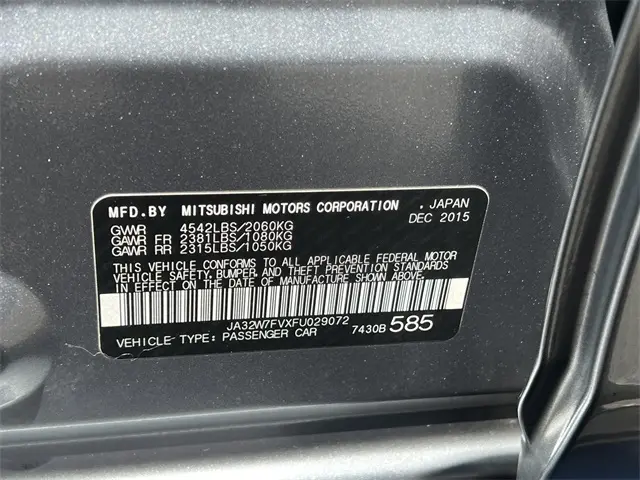 MFD.BY MITSUBISHI MOTORS CORPORATION , JAPAN
GVWR 4542LBS/2060KG DEC 2015
GAWR FR 2381LBS/1080KG
GAWR RR 2315LBS/1050KG
THIS VEHICLE CONFORMS TO ALL APPLICABLE FEDERAL MOTOR
VEHICLE SAFETY, BUMPER, AND THEFT PREVENTION STANDARDS
IN EFFECT ON THE DATE OF MANUFACTURE SHOWN ABOVE.
JA32W7FVXFU029072
VEHICLE TYPE: PASSENGER CAR 7430B 585